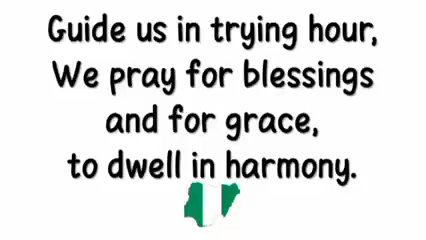 Guide us in trying hour,
We pray for blessings
and for grace,
to dwell in harmony.